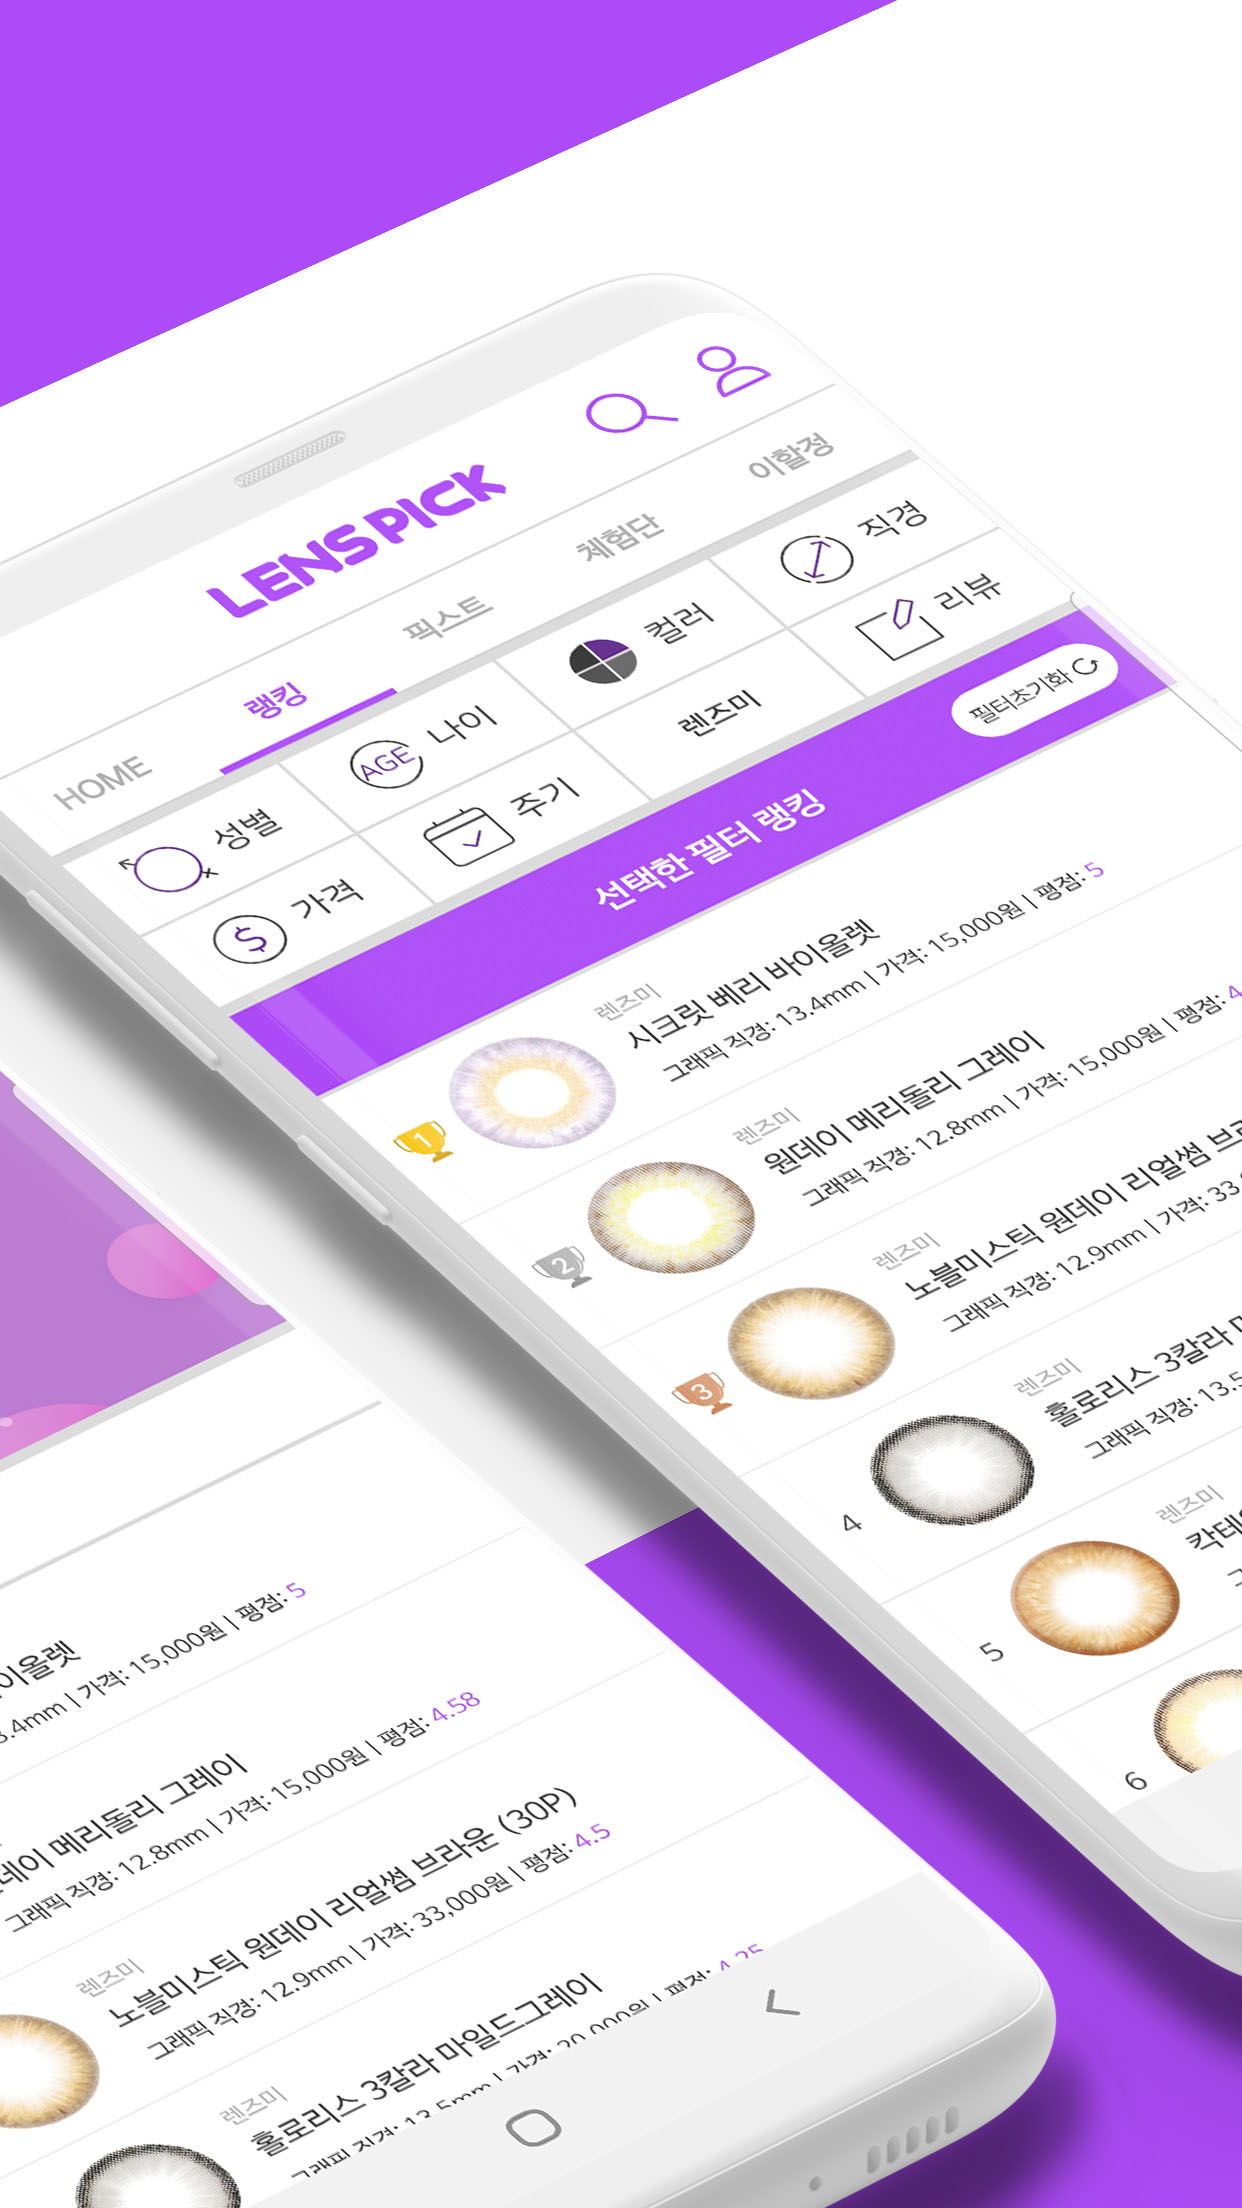 LENSPICK
HOME 랭킹 픽스트 체험단 이할정
성별 AGE 나이 컬러 직경
$ 가격 주기 렌즈미 리뷰
선택한 필터 랭킹 필터초기화
1
렌즈미
시크릿 베리 바이올렛
그래픽 직경: 13.4mm | 가격: 15,000원 | 평점: 5
2
렌즈미
원데이 메리돌리 그레이
그래픽 직경: 12.8mm | 가격: 15,000원 | 평점: 4
3
렌즈미
노블미스틱 원데이 리얼썸
그래픽 직경: 12.9mm | 가격: 33
4
렌즈미
홀로리스 3칼라
그래픽 직경: 13.5
5
렌즈미
칵테
6
이올렛
3.4mm | 가격: 15,000원 | 평점: 5
데이 메리돌리 그레이
그래픽 직경: 12.8mm | 가격: 15,000원 | 평점: 4.58
렌즈미
노블미스틱 원데이 리얼썸 브라운 (30P)
그래픽 직경: 12.9mm | 가격: 33,000원 | 평점: 4.5
렌즈미
홀로리스 3칼라 마일드그레이
그래픽 직경: 13.5mm | 가격: 20,000원 | 평점: 4.25